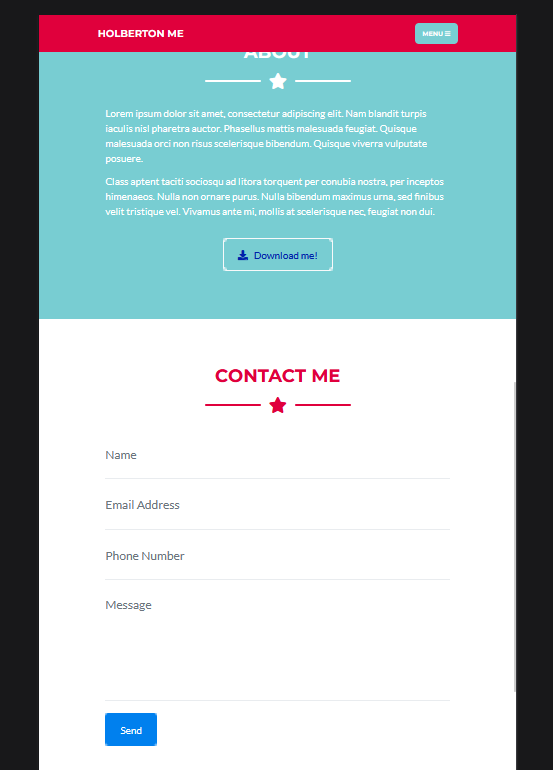 HOLBERTON ME
MENU
ABOUT
Lorem ipsum dolor sit amet, consectetur adipiscing elit. Nam blandit turpis
iaculis nisl pharetra auctor. Phasellus mattis malesuada feugiat. Quisque
malesuada orci non risus scelerisque bibendum. Quisque viverra vulputate
posuere.
Class aptent taciti sociosqu ad litora torquent per conubia nostra, per inceptos
himenaeos. Nulla non ornare purus. Nulla bibendum maximus urna, sed finibus
velit tristique vel. Vivamus ante mi, mollis at scelerisque nec, feugiat non dui.
Download me!
CONTACT ME
Name
Email Address
Phone Number
Message
Send